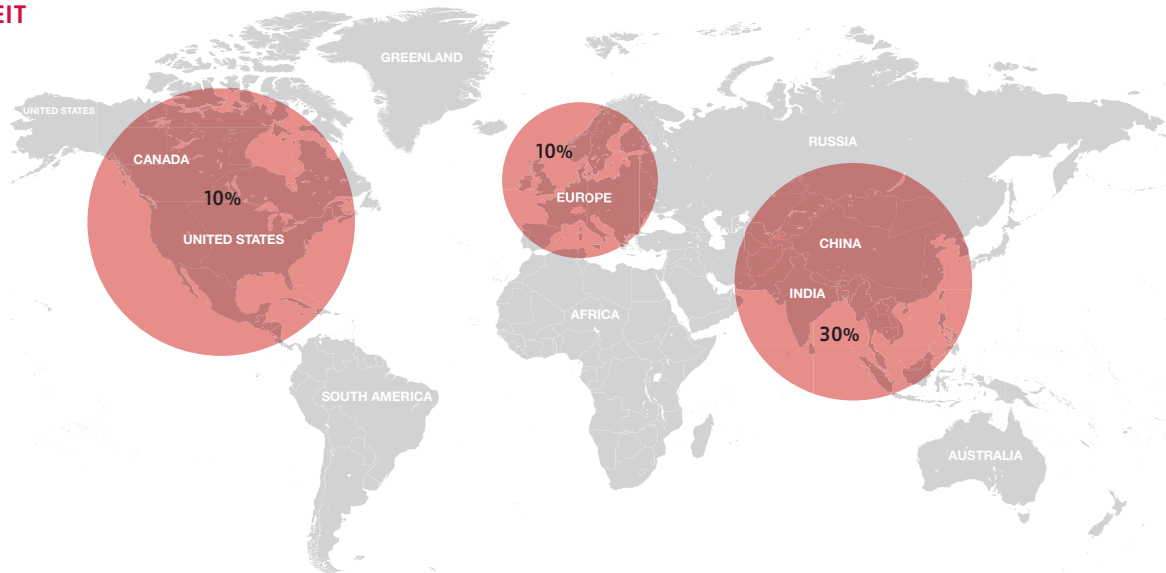 EIT
GREENLAND
UNITED STATES
RUSSIA
CANADA
10%
10%
EUROPE
UNITED STATES
CHINA
INDIA
AFRICA
30%
SOUTH AMERICA
AUSTRALIA